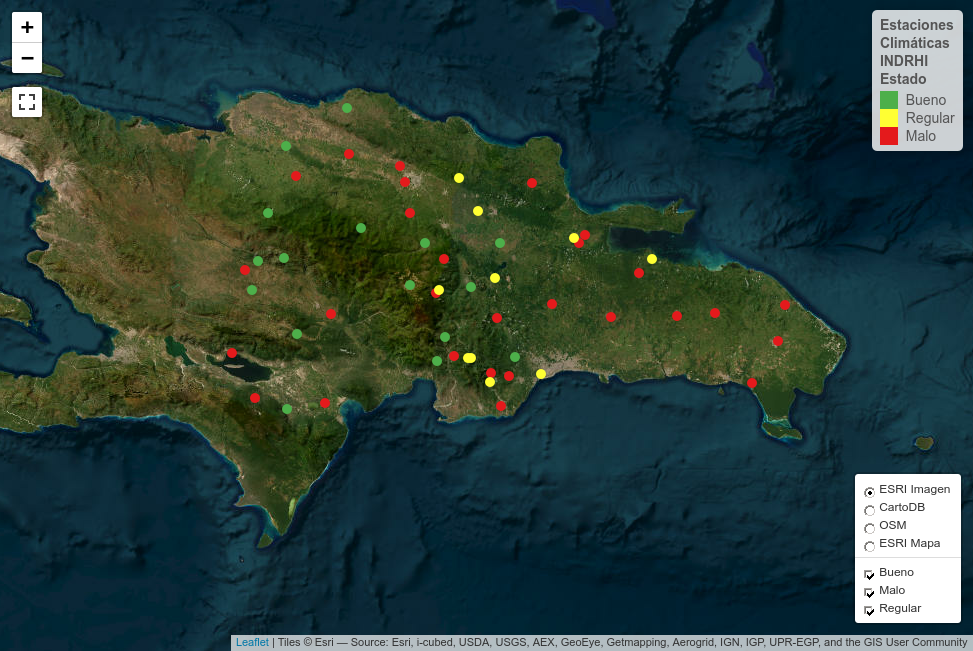 +
−
Estaciones
Climáticas
INDRHI
Estado
Bueno
Regular
Malo
ESRI Imagen
CartoDB
OSM
ESRI Mapa
Bueno
Malo
Regular
Leaflet | Tiles © Esri — Source: Esri, i-cubed, USDA, USGS, AEX, GeoEye, Getmapping, Aerogrid, IGN, IGP, UPR-EGP, and the GIS User Community